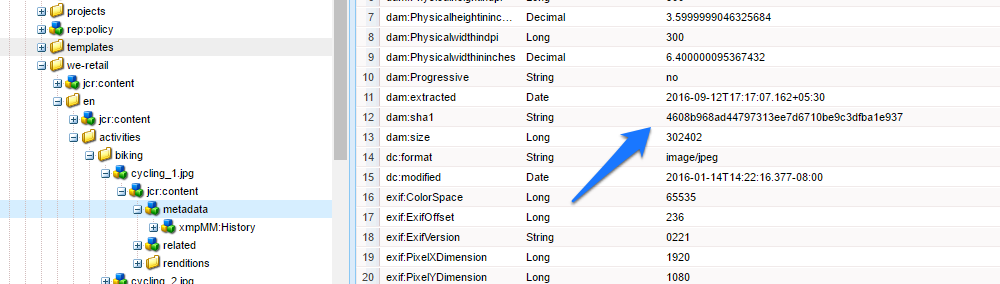 projects
rep:policy
templates
we-retail
jcr:content
en
jcr:content
activities
biking
cycling_1.jpg
jcr:content
metadata
xmpMM:History
related
renditions
cycling_2.jpg
7 dam:Physicalheightininc... Decimal 3.5999999046325684
8 dam:Physicalwidthindpi Long 300
9 dam:Physicalwidthininches Decimal 6.400000095367432
10 dam:Progressive String no
11 dam:extracted Date 2016-09-12T17:17:07.162+05:30
12 dam:sha1 String 4608b968ad44797313ee7d6710be9c3dfba1e937
13 dam:size Long 302402
14 dc:format String image/jpeg
15 dc:modified Date 2016-01-14T14:22:16.377-08:00
16 exif:ColorSpace Long 65535
17 exif:ExifOffset Long 236
18 exif:ExifVersion String 0221
19 exif:PixelXDimension Long 1920
20 exif:PixelYDimension Long 1080